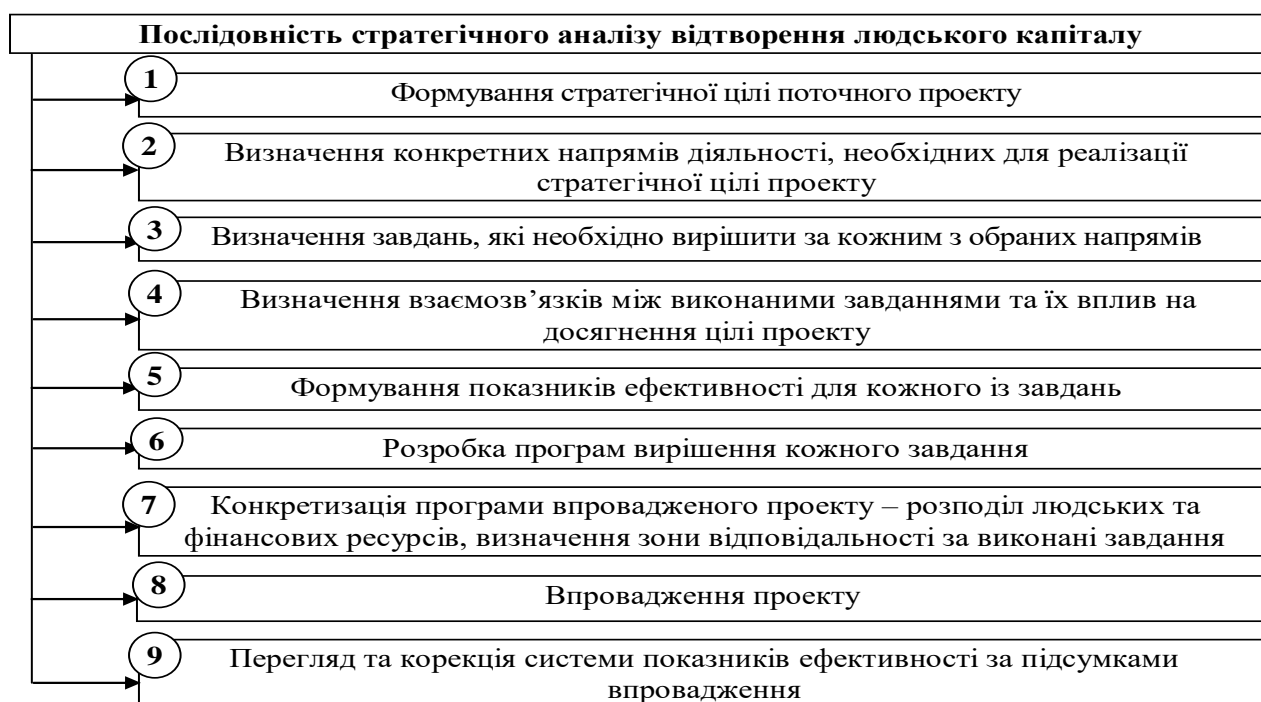 Послідовність стратегічного аналізу відтворення людського капіталу
1
Формування стратегічної цілі поточного проекту
2
Визначення конкретних напрямів діяльності, необхідних для реалізації
стратегічної цілі проекту
3
Визначення завдань, які необхідно вирішити за кожним з обраних напрямів
4
Визначення взаємозв’язків між виконаними завданнями та їх вплив на
досягнення цілі проекту
5
Формування показників ефективності для кожного із завдань
6
Розробка програм вирішення кожного завдання
7
Конкретизація програми впровадженого проекту – розподіл людських та
фінансових ресурсів, визначення зони відповідальності за виконані завдання
8
Впровадження проекту
9
Перегляд та корекція системи показників ефективності за підсумками
впровадження